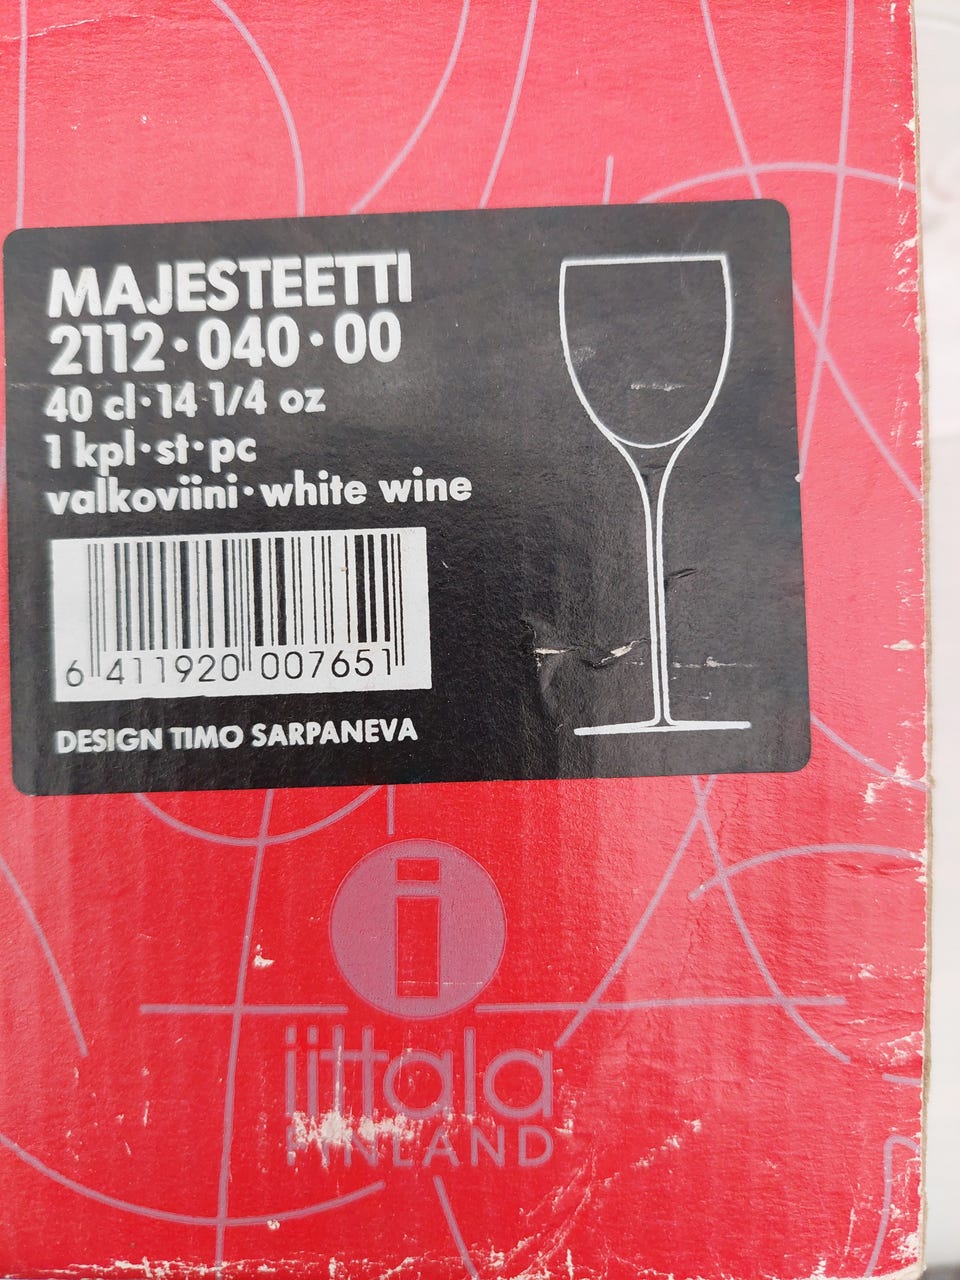 MAJESTEETTI
2112·040·00
40 cl·14 1/4 oz
1 kpl·st·pc
valkoviini·white wine
6 411920 007651
DESIGN TIMO SARPANEVA
i
iittala
FINLAND